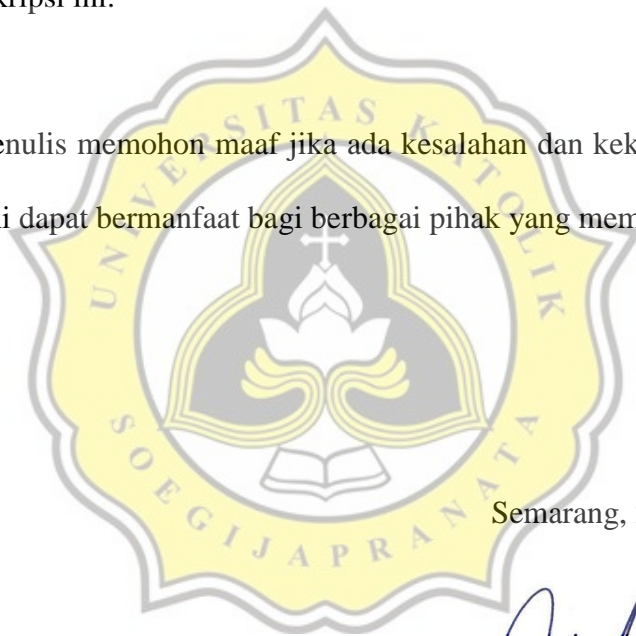 kripsi ini.
enulis memohon maaf jika ada kesalahan dan kek
i dapat bermanfaat bagi berbagai pihak yang mem
UNIVERSITAS KATOLIK
SOEGIJAPRANATA
Semarang,